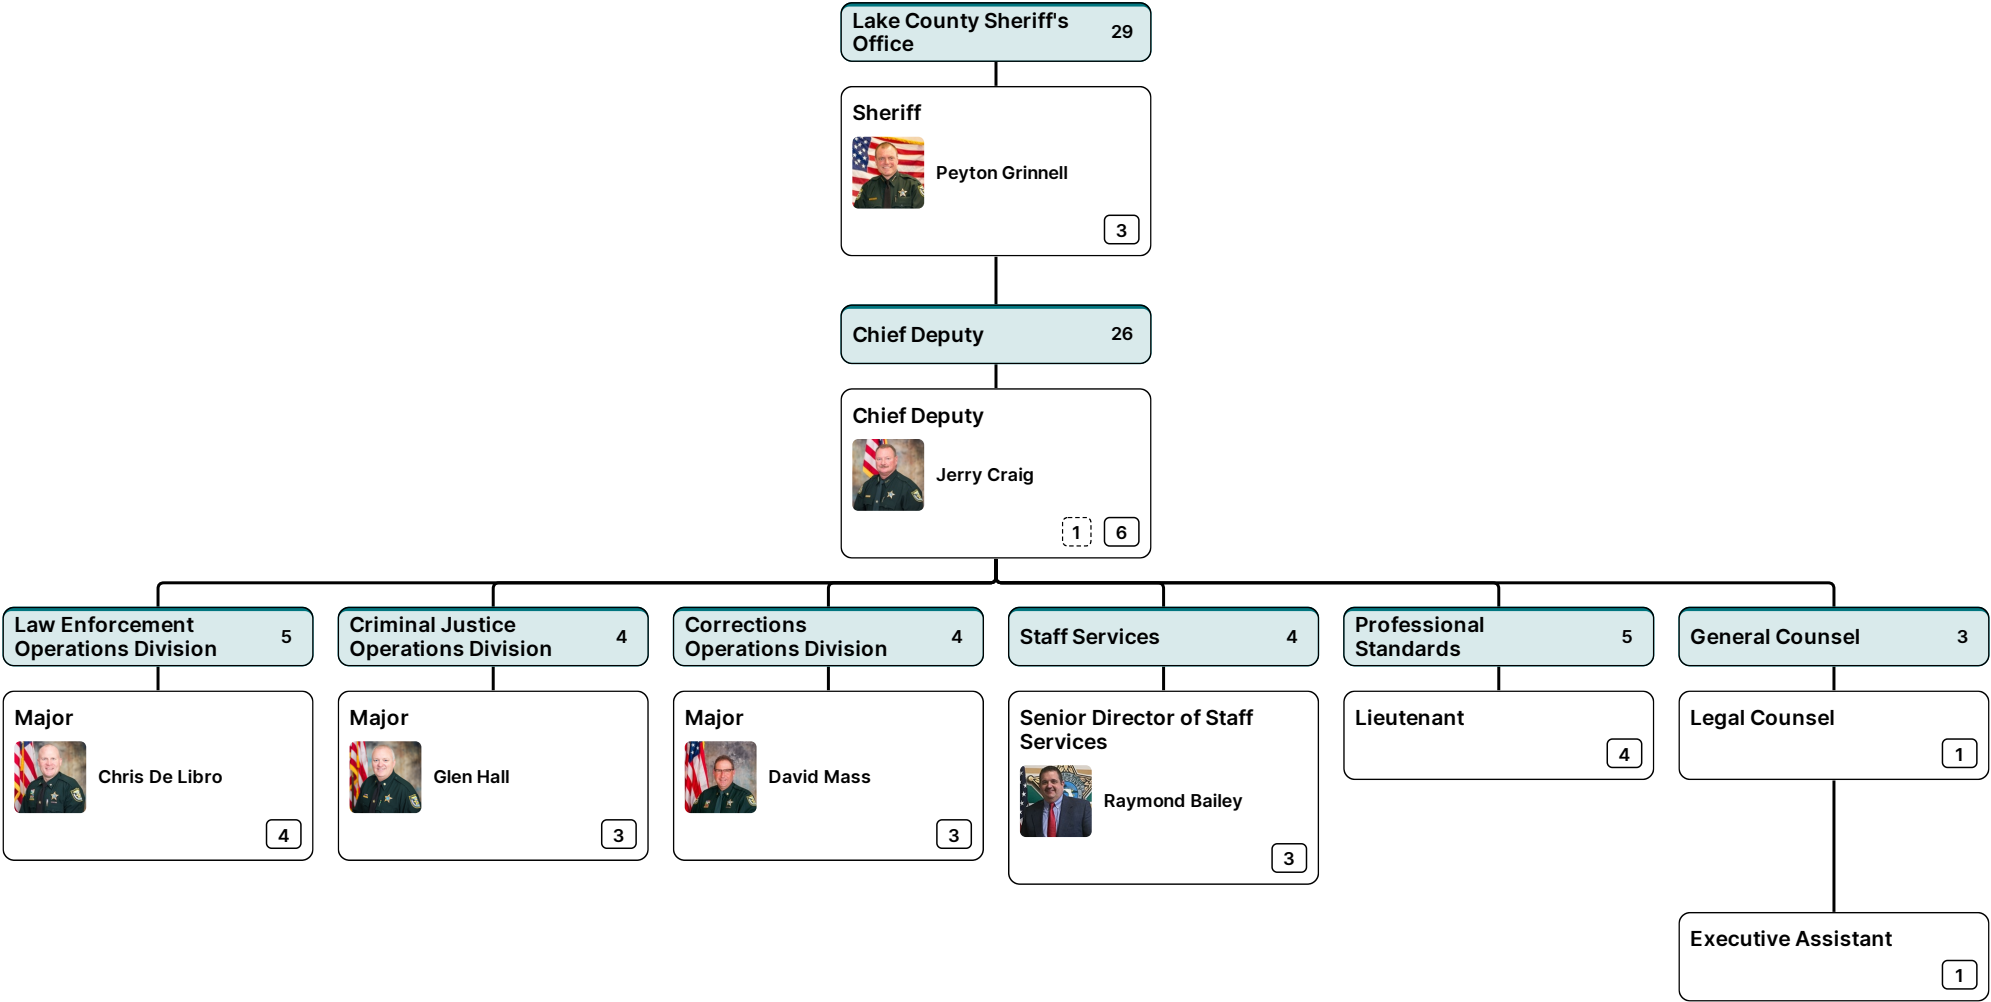 Lake County Sheriff's
Office
29
Sheriff
Peyton Grinnell
3
Chief Deputy
26
Chief Deputy
Jerry Craig
1
6
Law Enforcement
Operations Division
5
Major
Chris De Libro
4
Criminal Justice
Operations Division
4
Major
Glen Hall
3
Corrections
Operations Division
4
Major
David Mass
3
Staff Services
4
Senior Director of Staff
Services
Raymond Bailey
3
Professional
Standards
5
Lieutenant
4
General Counsel
3
Legal Counsel
1
Executive Assistant
1